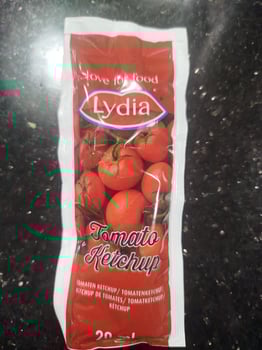 love for food
Lydia
Tomato
Ketchup
TOMATEN KETCHUP / TOMATENKETCHUP
KETCHUP DE TOMATES / TOMATKETCHUP
KETCHUP
20 ml